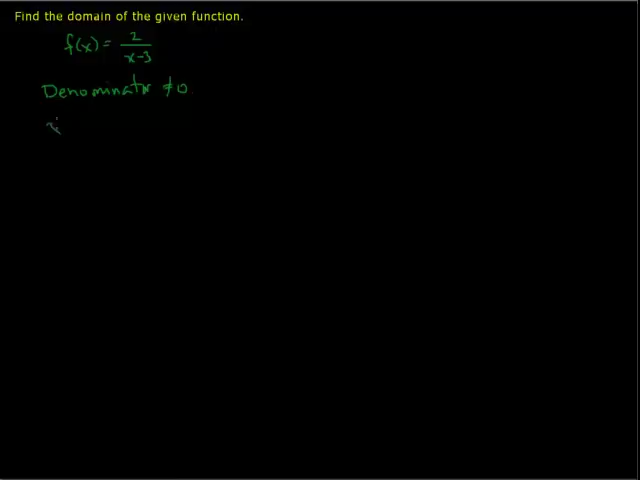 Find the domain of the given function.
f(x) = 2/(x-3)
Denominator ≠0